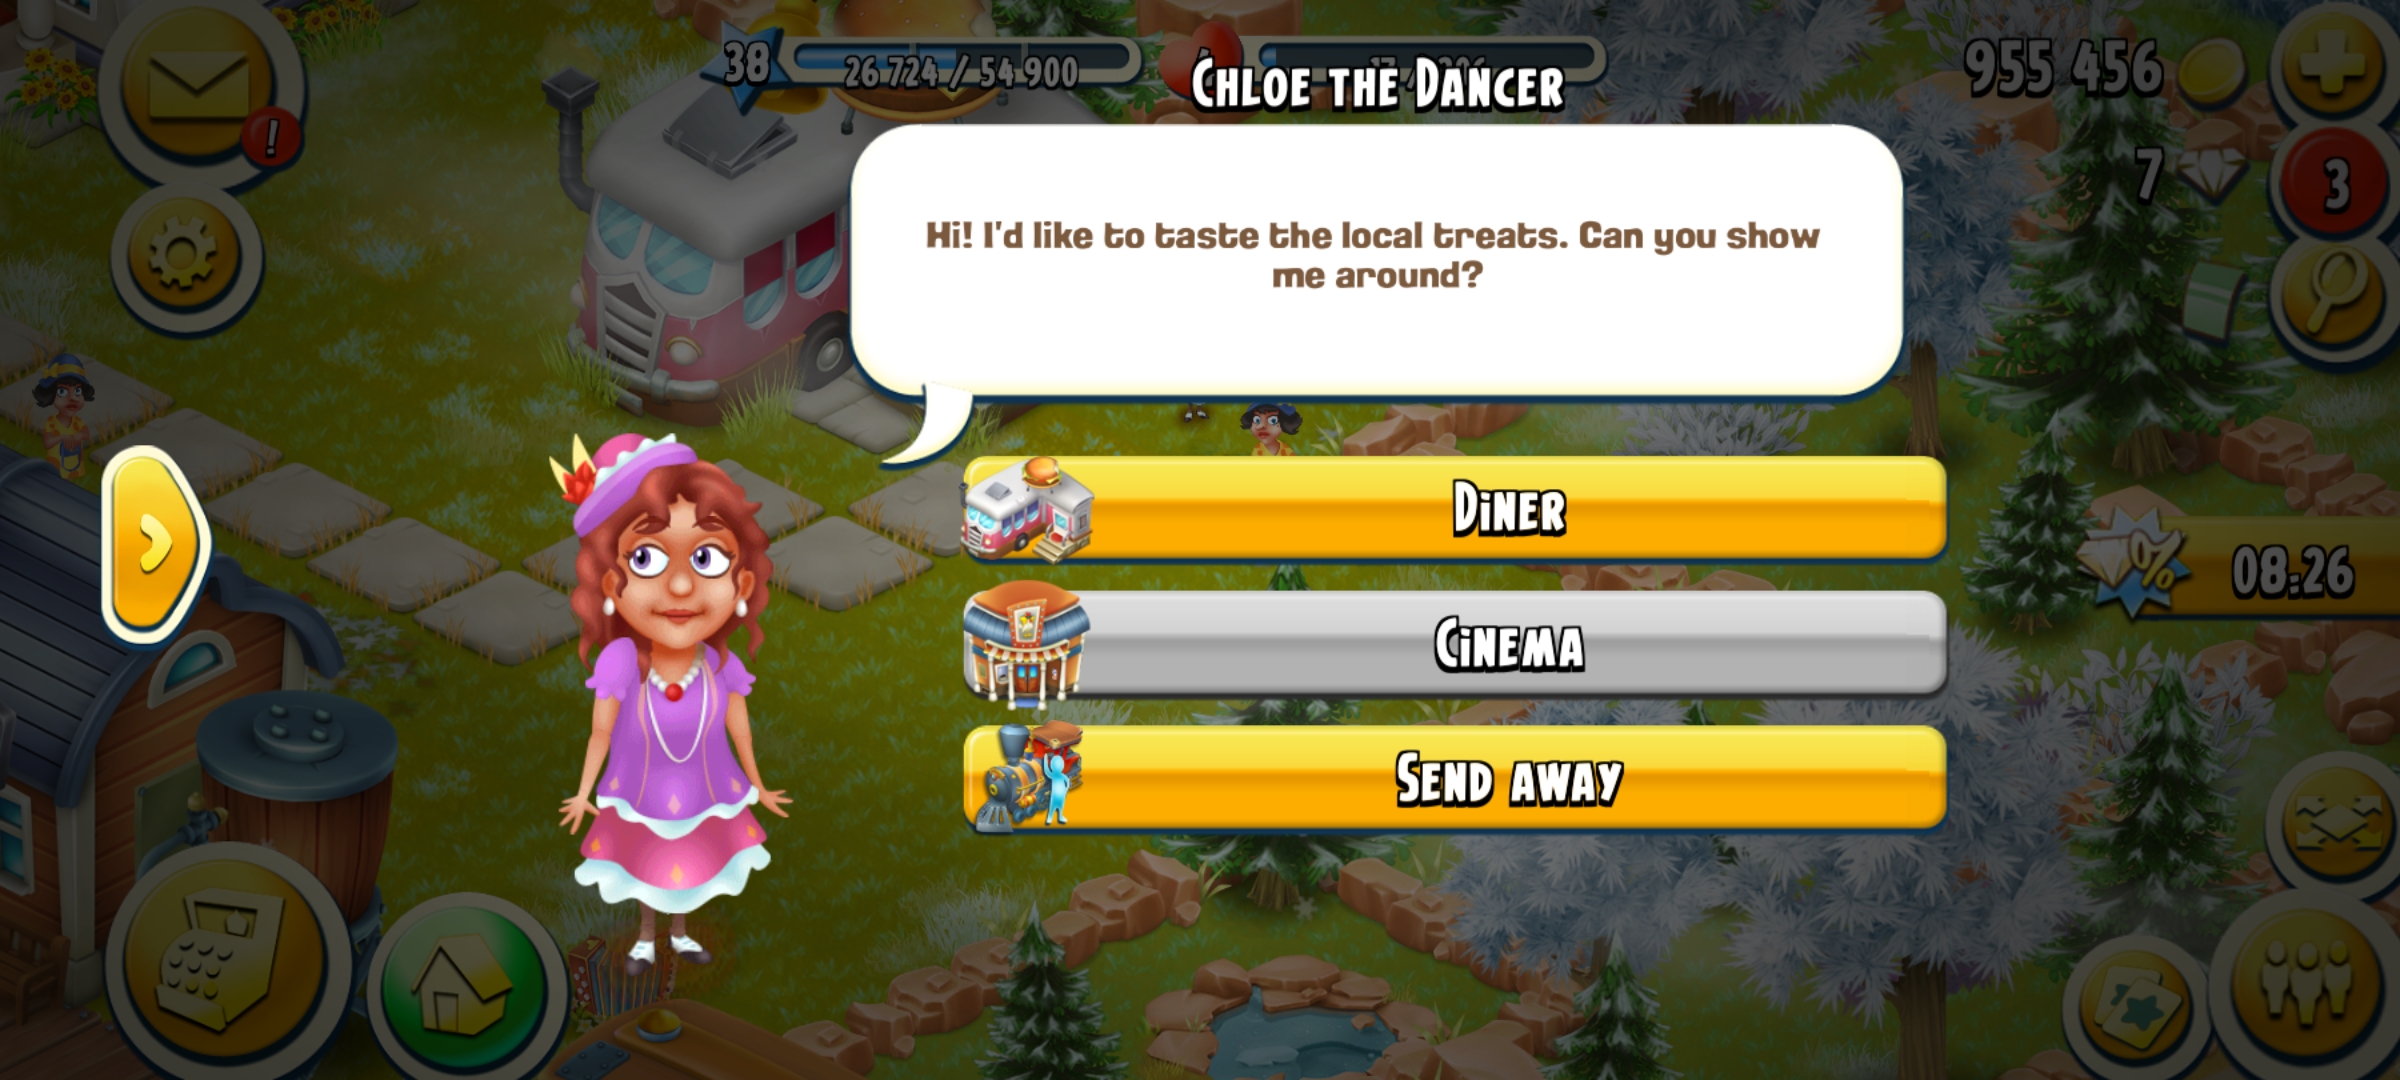 38
26 724 / 54 900
CHLOE THE DANCER
955 456
7
!
3
Hi! I'd like to taste the local treats. Can you show
me around?
DINER
CINEMA
SEND AWAY
%
08:26